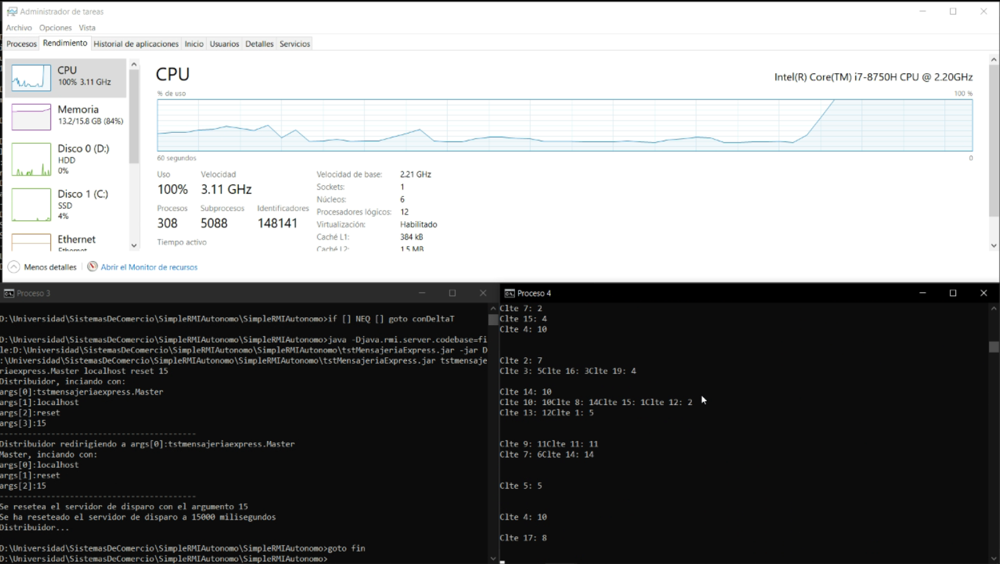 Administrador de tareas
Archivo Opciones Vista
Procesos Rendimiento Historial de aplicaciones Inicio Usuarios Detalles Servicios
CPU
100% 3.11 GHz
Memoria
13.2/15.8 GB (84%)
Disco 0 (D:)
HDD
0%
Disco 1 (C:)
SSD
4%
Ethernet
Ethernet
CPU
Intel(R) Core(TM) i7-8750H CPU @ 2.20GHz
% de uso
100 %
60 segundos
0
Uso Velocidad
100% 3.11 GHz
Procesos Subprocesos Identificadores
308 5088 148141
Tiempo activo
Velocidad de base: 2.21 GHz
Sockets: 1
Núcleos: 6
Procesadores lógicos: 12
Virtualización: Habilitado
Caché L1: 384 kB
Caché L2: 1.5 MB
Menos detalles Abrir el Monitor de recursos
Proceso 3
D:\Universidad\SistemasDeComercio\SimpleRMIAutonomo\SimpleRMIAutonomo>if [] NEQ [] goto conDeltaT
D:\Universidad\SistemasDeComercio\SimpleRMIAutonomo\SimpleRMIAutonomo>java -Djava.rmi.server.codebase=fi
le:D:\Universidad\SistemasDeComercio\SimpleRMIAutonomo\SimpleRMIAutonomo\tstMensajeriaExpress.jar -jar D
:\Universidad\SistemasDeComercio\SimpleRMIAutonomo\SimpleRMIAutonomo\tstMensajeriaExpress.jar tstmensaje
riaexpress.Master localhost reset 15
Distribuidor, inciando con:
args[0]:tstmensajeriaexpress.Master
args[1]:localhost
args[2]:reset
args[3]:15
--------------------------------------
Distribuidor redirigiendo a args[0]:tstmensajeriaexpress.Master
Master, inciando con:
args[0]:localhost
args[1]:reset
args[2]:15
--------------------------------------
Se resetea el servidor de disparo con el argumento 15
Se ha reseteado el servidor de disparo a 15000 milisegundos
Distribuidor...
D:\Universidad\SistemasDeComercio\SimpleRMIAutonomo\SimpleRMIAutonomo>goto fin
D:\Universidad\SistemasDeComercio\SimpleRMIAutonomo\SimpleRMIAutonomo>
Proceso 4
Clte 7: 2
Clte 15: 4
Clte 4: 10
Clte 2: 7
Clte 3: 5Clte 16: 3Clte 19: 4
Clte 14: 10
Clte 10: 10Clte 8: 14Clte 15: 1Clte 12: 2
Clte 13: 12Clte 1: 5
Clte 9: 11Clte 11: 11
Clte 7: 6Clte 14: 14
Clte 5: 5
Clte 4: 10
Clte 17: 8